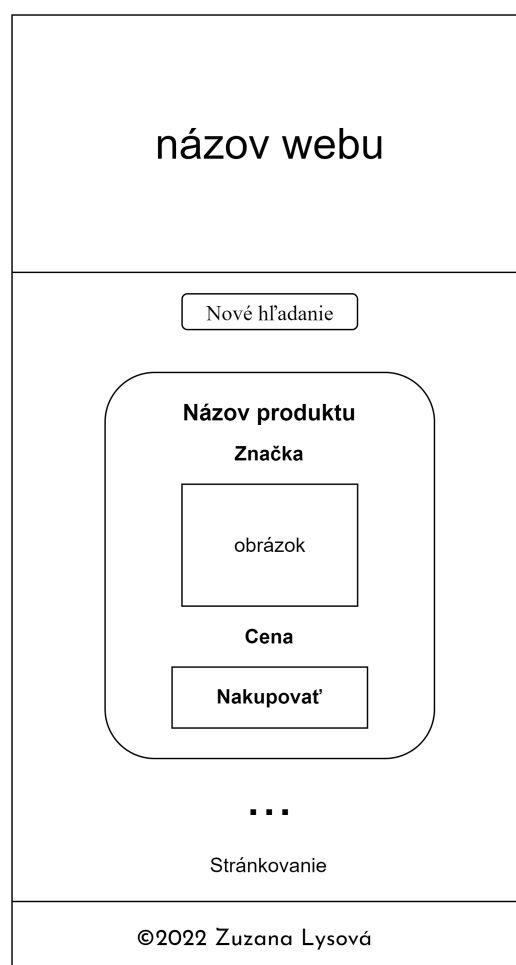 názov webu
Nové hľadanie
Názov produktu
Značka
obrázok
Cena
Nakupovať
...
Stránkovanie
©2022 Zuzana Lysová